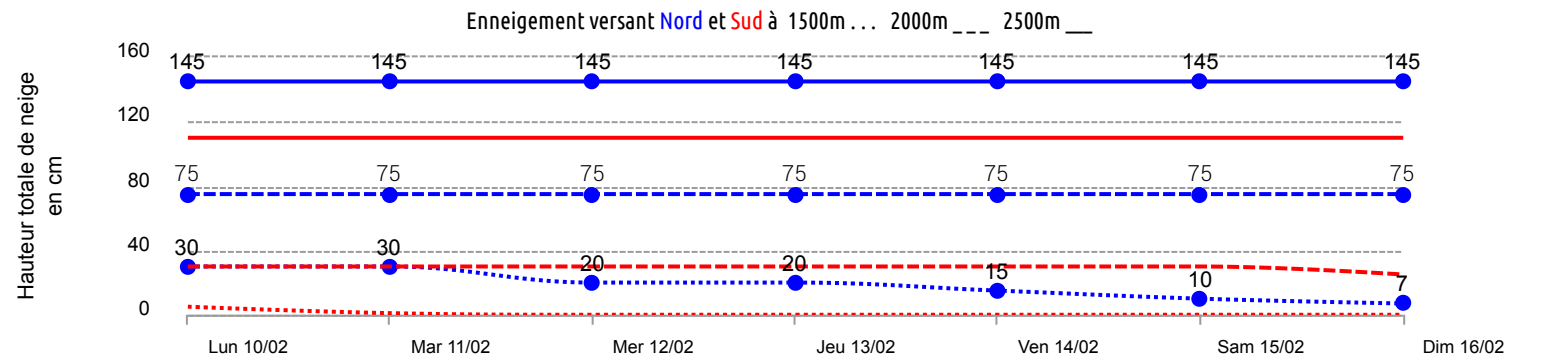 Enneigement versant Nord et Sud à 1500m . . . 2000m _ _ _ 2500m __
Hauteur totale de neige
en cm
160
145 145 145 145 145 145 145
120
80
75 75 75 75 75 75 75
40
30 30 20 20 15 10 7
0
Lun 10/02 Mar 11/02 Mer 12/02 Jeu 13/02 Ven 14/02 Sam 15/02 Dim 16/02